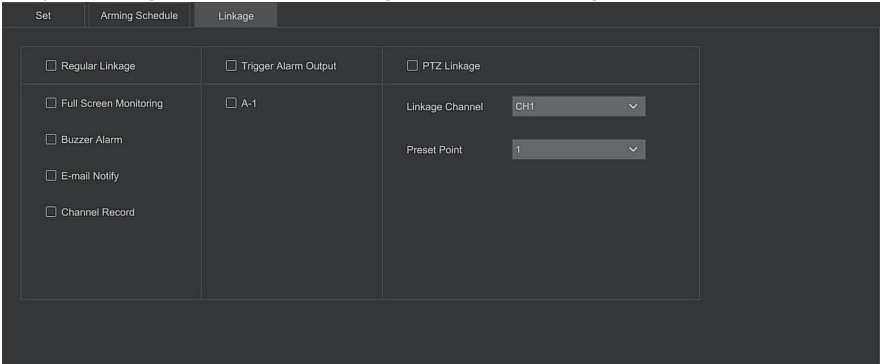 Set Arming Schedule Linkage
Regular Linkage Trigger Alarm Output PTZ Linkage
Full Screen Monitoring A-1 Linkage Channel CH1
Buzzer Alarm
Preset Point 1
E-mail Notify
Channel Record